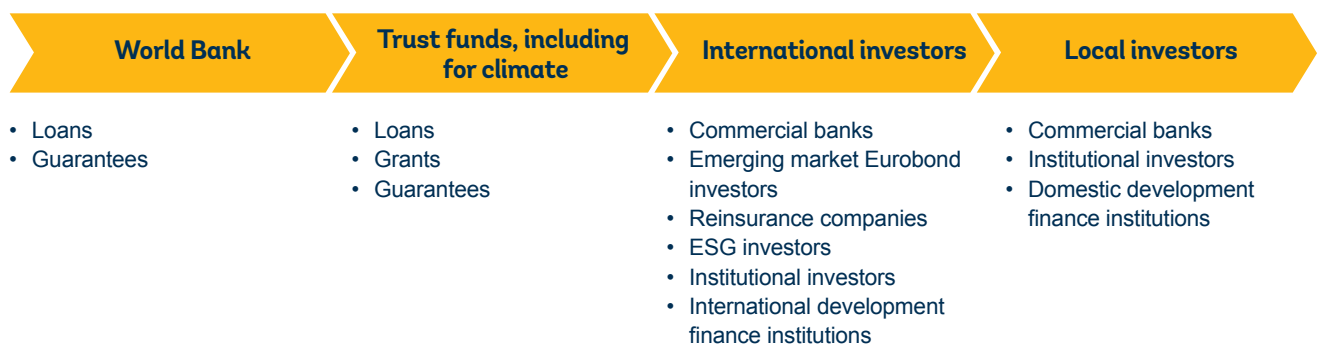 World Bank
Trust funds, including
for climate
International investors
Local investors
• Loans
• Guarantees
• Loans
• Grants
• Guarantees
• Commercial banks
• Emerging market Eurobond
investors
• Reinsurance companies
• ESG investors
• Institutional investors
• International development
finance institutions
• Commercial banks
• Institutional investors
• Domestic development
finance institutions